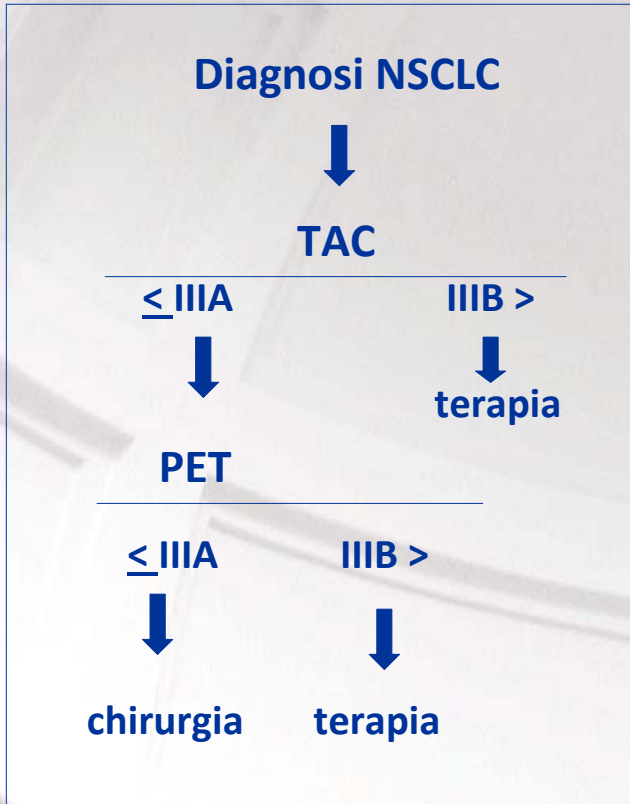 Diagnosi NSCLC
TAC
< IIIA IIIB >
terapia
PET
< IIIA IIIB >
chirurgia terapia